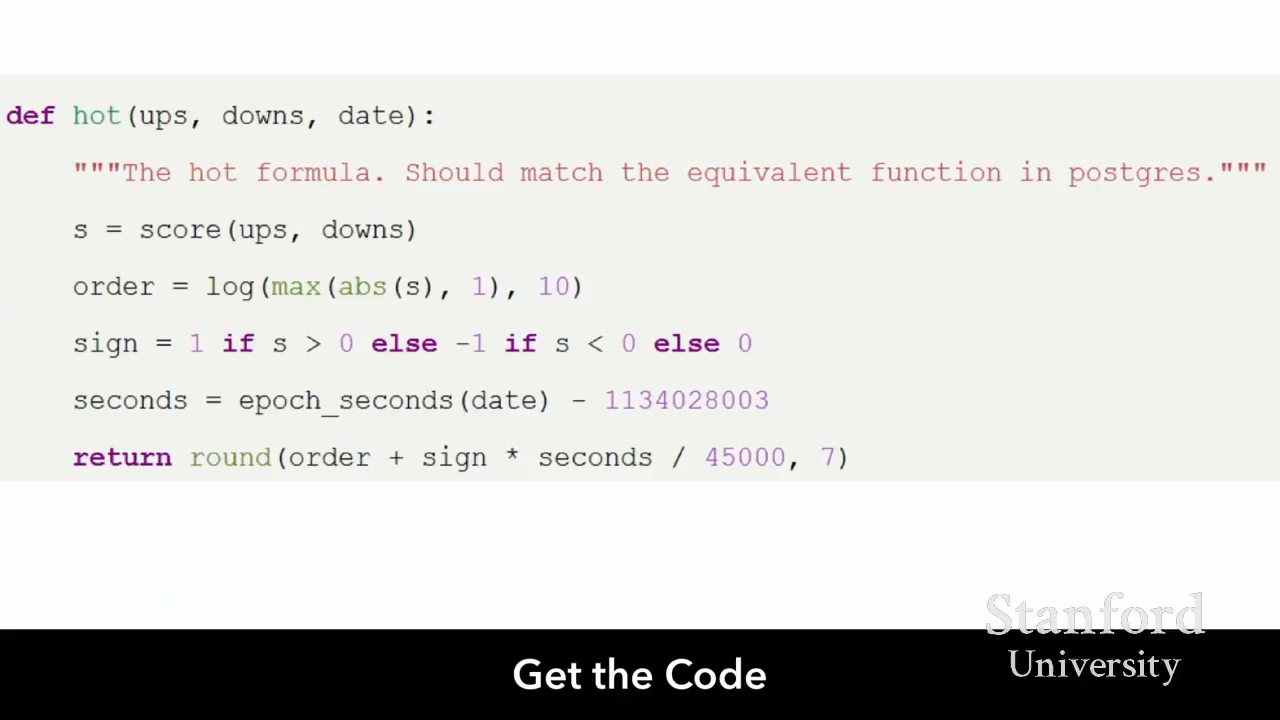 def hot(ups, downs, date):
"""The hot formula. Should match the equivalent function in postgres."""
s = score(ups, downs)
order = log(max(abs(s), 1), 10)
sign = 1 if s > 0 else -1 if s < 0 else 0
seconds = epoch_seconds(date) - 1134028003
return round(order + sign * seconds / 45000, 7)
Stanford
University
Get the Code